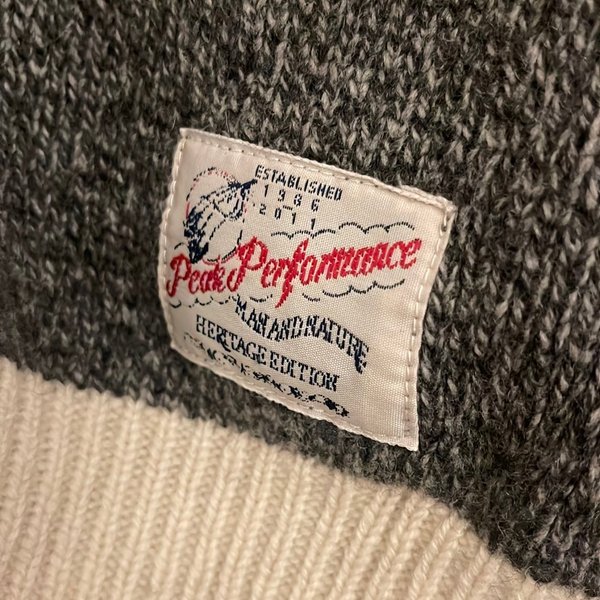 ESTABLISHED
1986
2011
Peak Performance
MAN AND NATURE
HERITAGE EDITION